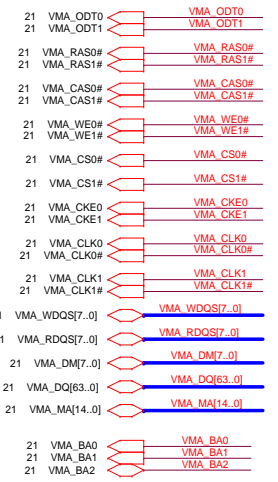 21 VMA_ODT0 VMA_ODT0
21 VMA_ODT1 VMA_ODT1
21 VMA_RAS0# VMA_RAS0#
21 VMA_RAS1# VMA_RAS1#
21 VMA_CAS0# VMA_CAS0#
21 VMA_CAS1# VMA_CAS1#
21 VMA_WE0# VMA_WE0#
21 VMA_WE1# VMA_WE1#
21 VMA_CS0# VMA_CS0#
21 VMA_CS1# VMA_CS1#
21 VMA_CKE0 VMA_CKE0
21 VMA_CKE1 VMA_CKE1
21 VMA_CLK0 VMA_CLK0
21 VMA_CLK0# VMA_CLK0#
21 VMA_CLK1 VMA_CLK1
21 VMA_CLK1# VMA_CLK1#
VMA_WDQS[7..0] VMA_WDQS[7..0]
VMA_RDQS[7..0] VMA_RDQS[7..0]
21 VMA_DM[7..0] VMA_DM[7..0]
21 VMA_DQ[63..0] VMA_DQ[63..0]
21 VMA_MA[14..0] VMA_MA[14..0]
21 VMA_BA0 VMA_BA0
21 VMA_BA1 VMA_BA1
21 VMA_BA2 VMA_BA2